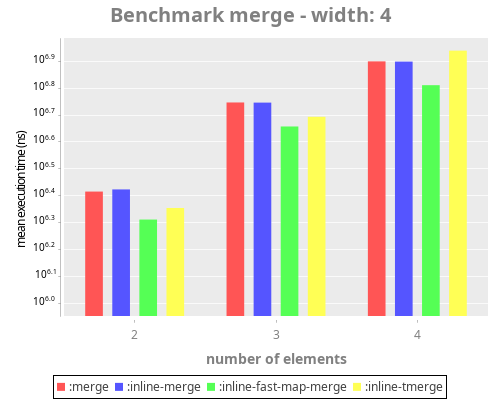 Benchmark merge - width: 4
mean execution time (ns)
10^6.9
10^6.8
10^6.7
10^6.6
10^6.5
10^6.4
10^6.3
10^6.2
10^6.1
10^6.0
2 3 4
number of elements
:merge :inline-merge :inline-fast-map-merge :inline-tmerge